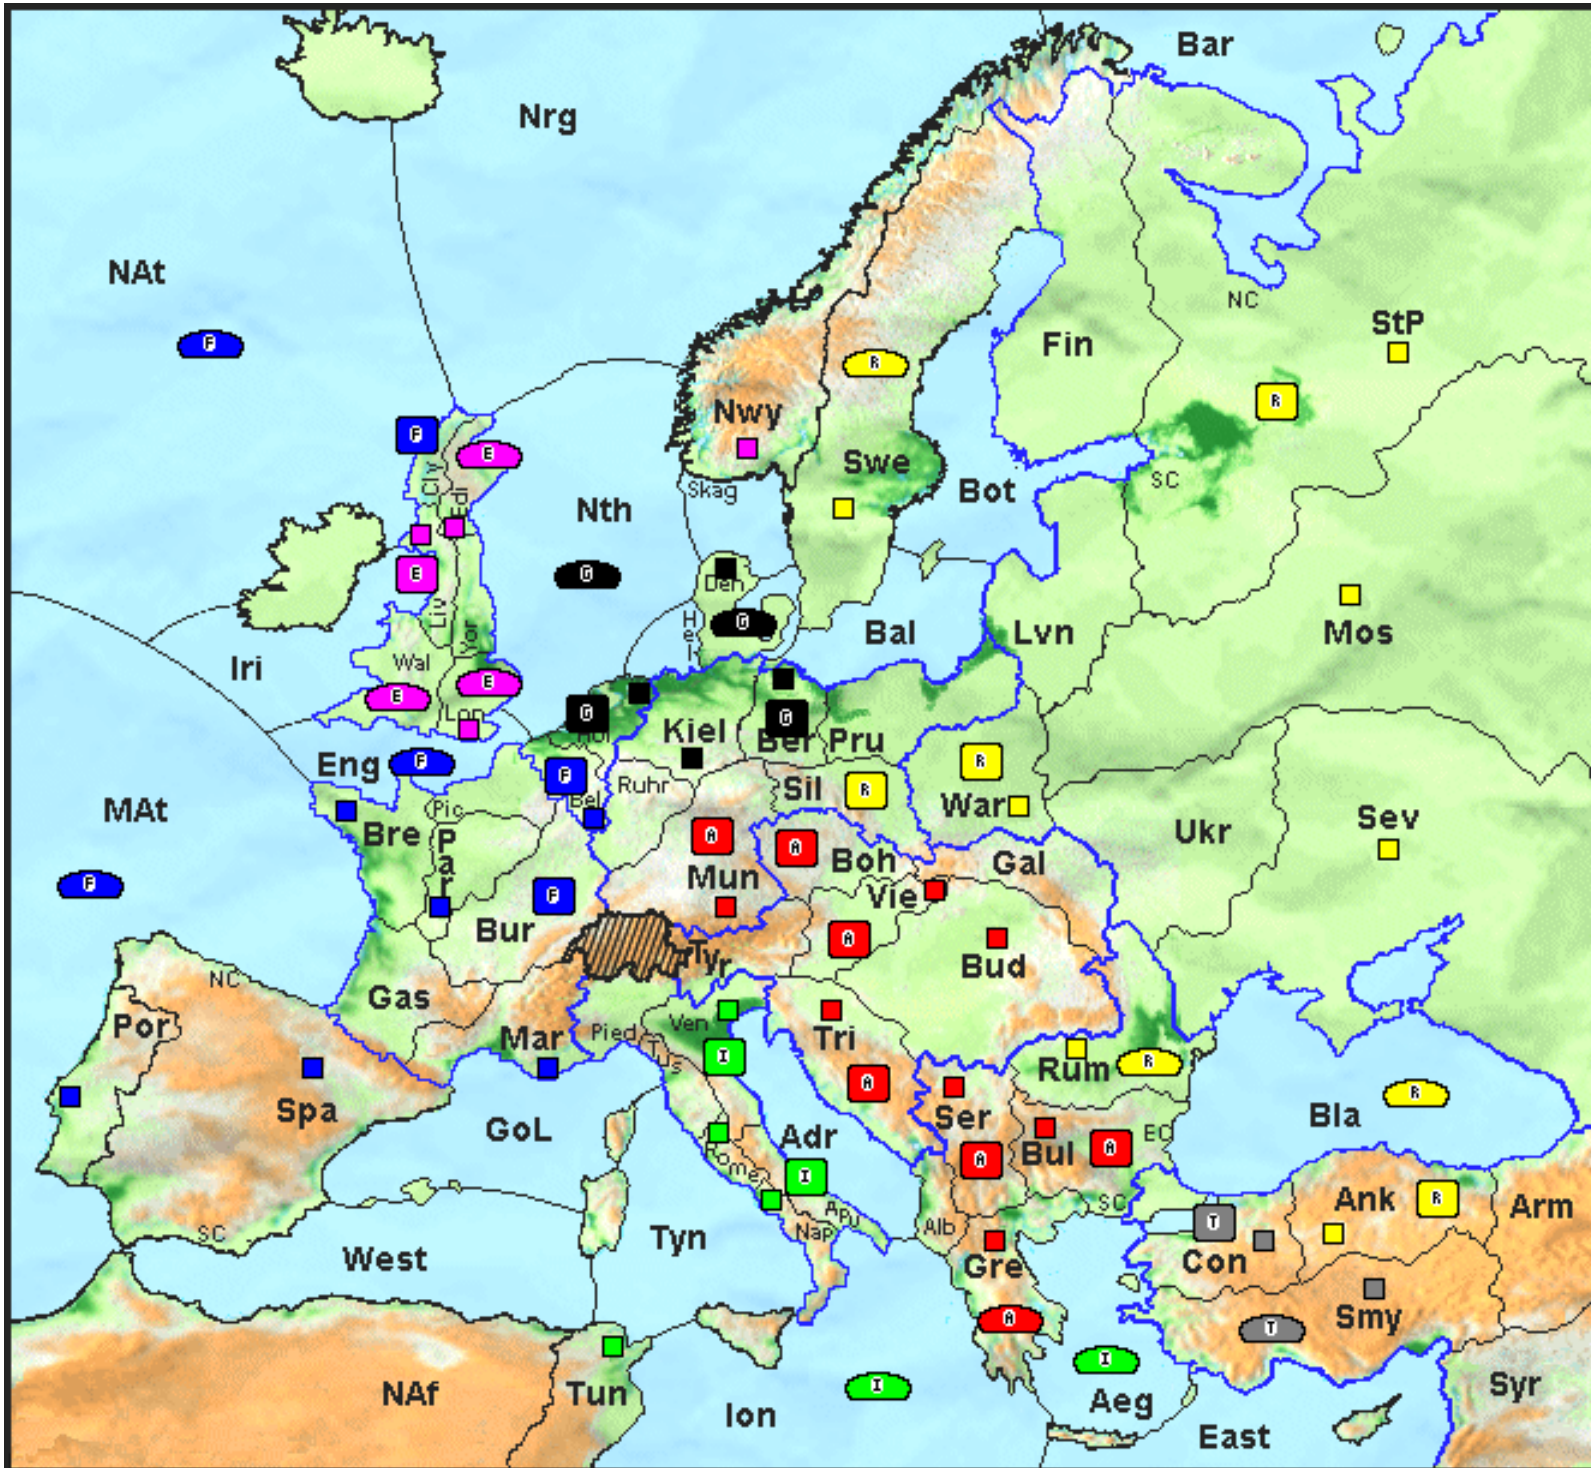 Bar
Nrg
NAt
NC
StP
Fin
F
R
R
Nwy
F
E
Cly
Edi
Swe
SC
Skag
Bot
Nth
G
Den
E
Mos
Liv
Yor
Hel
G
Bal
Lvn
Iri
Wal
E
E
Lon
G
Hol
Kiel
G
Ber
Pru
Eng
F
F
Bel
Ruhr
Sil
R
R
War
MAt
Pic
Bre
Par
A
A
Boh
Gal
Ukr
Sev
F
F
Mun
Vie
Bur
A
Bud
Tyr
NC
Gas
Por
Mar
Pied
Ven
Tus
I
Tri
Rum
R
R
Spa
GoL
A
Ser
Bla
Adr
Bul
A
EC
Rome
I
A
Ank
R
Arm
SC
Apu
Nap
Alb
SC
T
Con
West
Tyn
Gre
Smy
A
T
NAf
Tun
I
I
Ion
Aeg
East
Syr